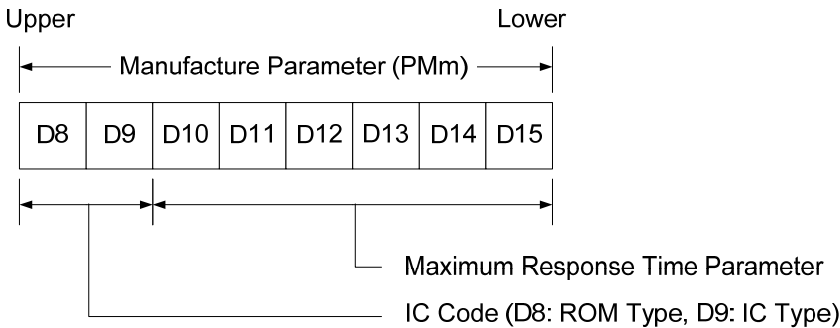 Upper Lower
Manufacture Parameter (PMm)
D8 D9 D10 D11 D12 D13 D14 D15
Maximum Response Time Parameter
IC Code (D8: ROM Type, D9: IC Type)